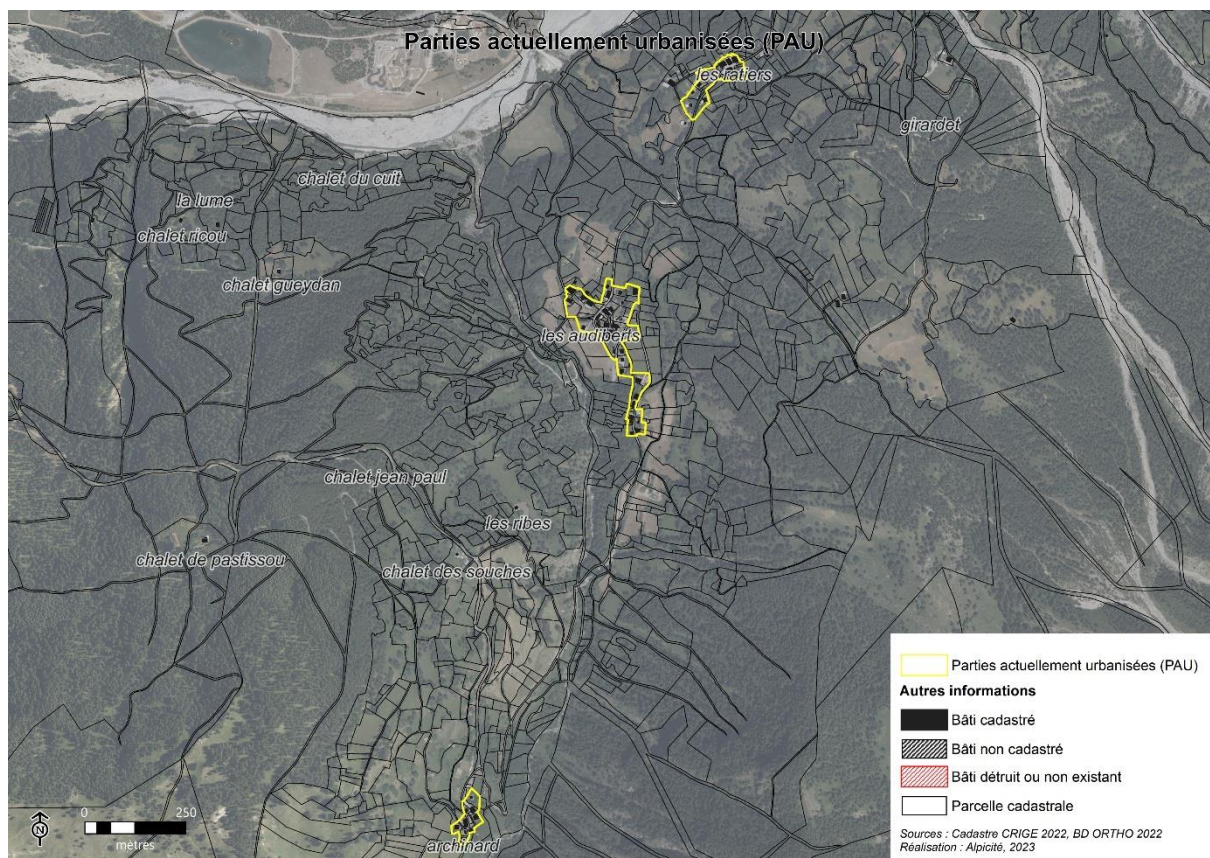 Parties actuellement urbanisées (PAU)
les ratiers
girardet
chalet du cuit
la lume
chalet ricou
chalet gueydan
les audiberts
chalet jean paul
les ribes
chalet de pastissou
chalet des souches
archinard
N
0 250
mètres
Parties actuellement urbanisées (PAU)
Autres informations
Bâti cadastré
Bâti non cadastré
Bâti détruit ou non existant
Parcelle cadastrale
Sources : Cadastre CRIGE 2022, BD ORTHO 2022
Réalisation : Alpicité, 2023